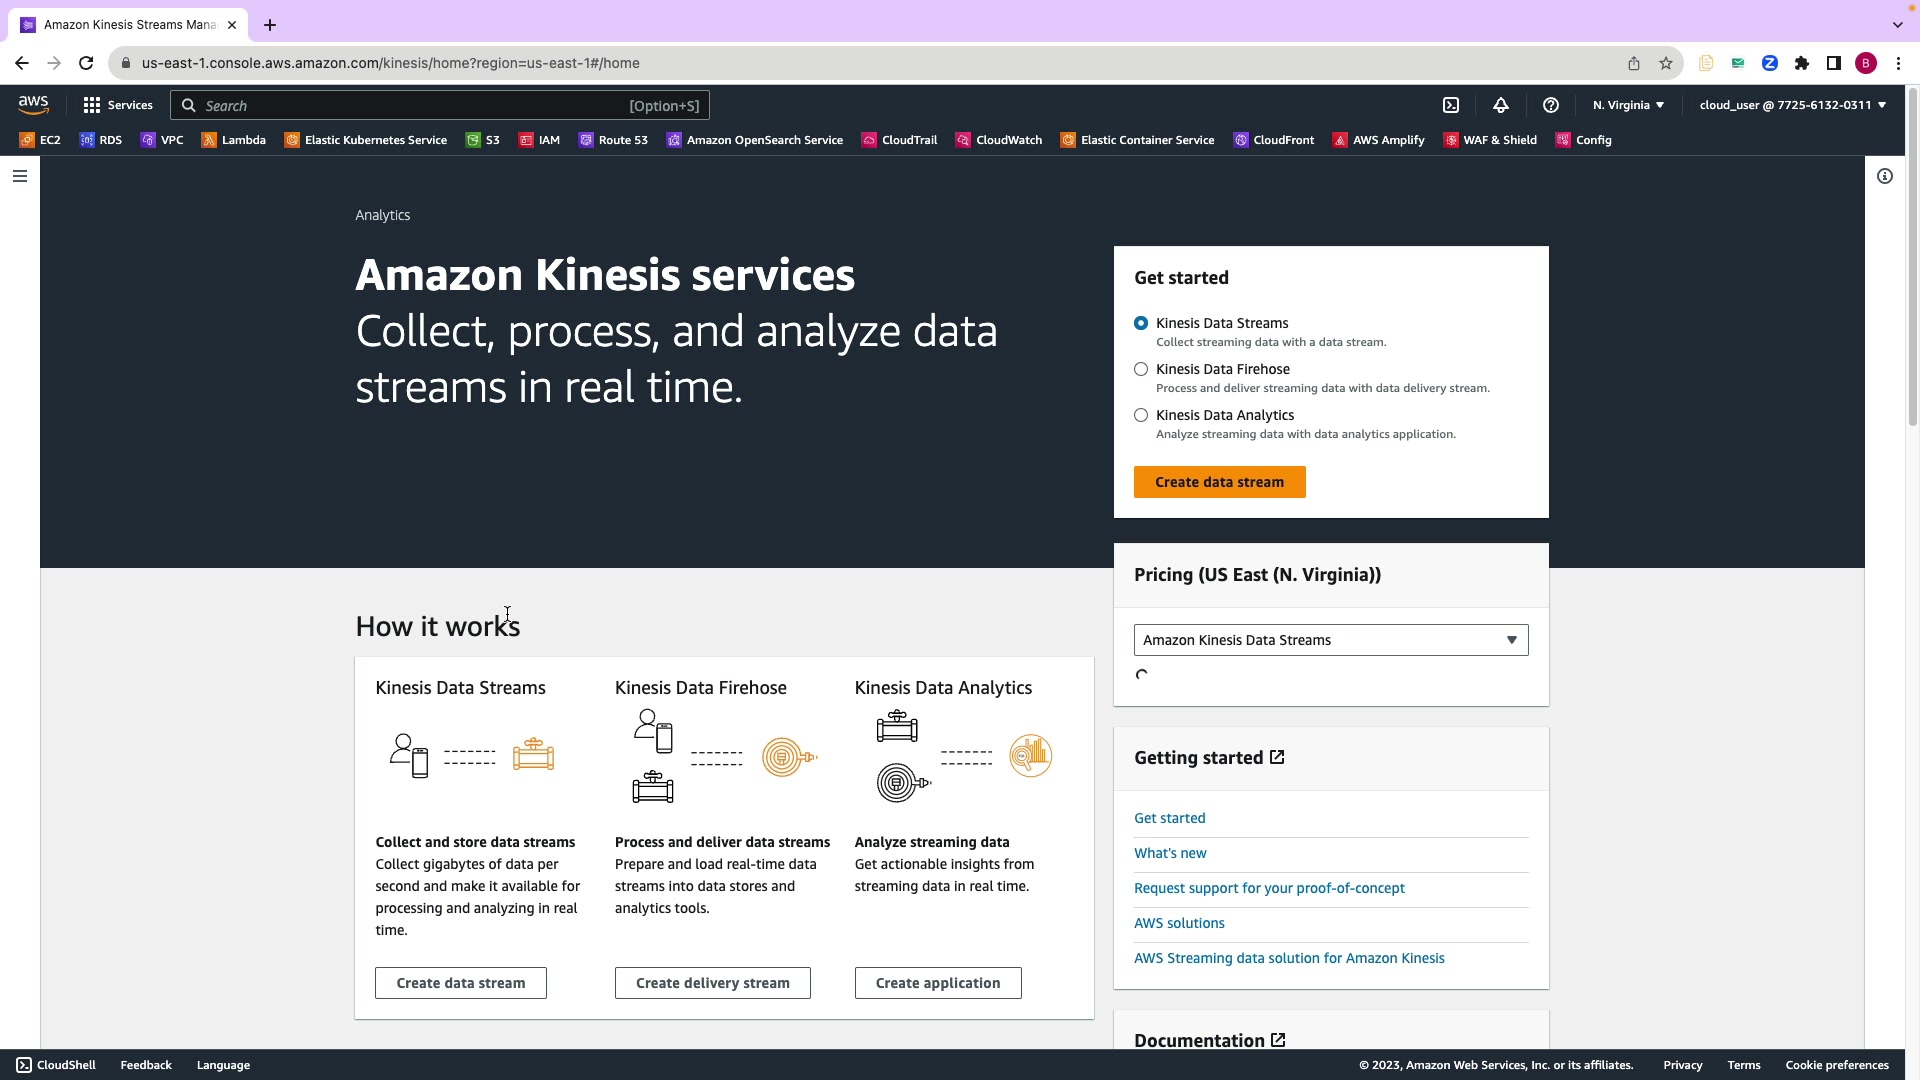 Amazon Kinesis Streams Mana
us-east-1.console.aws.amazon.com/kinesis/home?region=us-east-1#/home
B
aws
Services
Search
[Option+S]
N. Virginia
cloud_user @ 7725-6132-0311
EC2
RDS
VPC
Lambda
Elastic Kubernetes Service
S3
IAM
Route 53
Amazon OpenSearch Service
CloudTrail
CloudWatch
Elastic Container Service
CloudFront
AWS Amplify
WAF & Shield
Config
Analytics
Amazon Kinesis services
Collect, process, and analyze data
streams in real time.
Get started
Kinesis Data Streams
Collect streaming data with a data stream.
Kinesis Data Firehose
Process and deliver streaming data with data delivery stream.
Kinesis Data Analytics
Analyze streaming data with data analytics application.
Create data stream
Pricing (US East (N. Virginia))
Amazon Kinesis Data Streams
How it works
Kinesis Data Streams
Collect and store data streams
Collect gigabytes of data per
second and make it available for
processing and analyzing in real
time.
Create data stream
Kinesis Data Firehose
Process and deliver data streams
Prepare and load real-time data
streams into data stores and
analytics tools.
Create delivery stream
Kinesis Data Analytics
Analyze streaming data
Get actionable insights from
streaming data in real time.
Create application
Getting started
Get started
What's new
Request support for your proof-of-concept
AWS solutions
AWS Streaming data solution for Amazon Kinesis
Documentation
CloudShell
Feedback
Language
© 2023, Amazon Web Services, Inc. or its affiliates.
Privacy
Terms
Cookie preferences